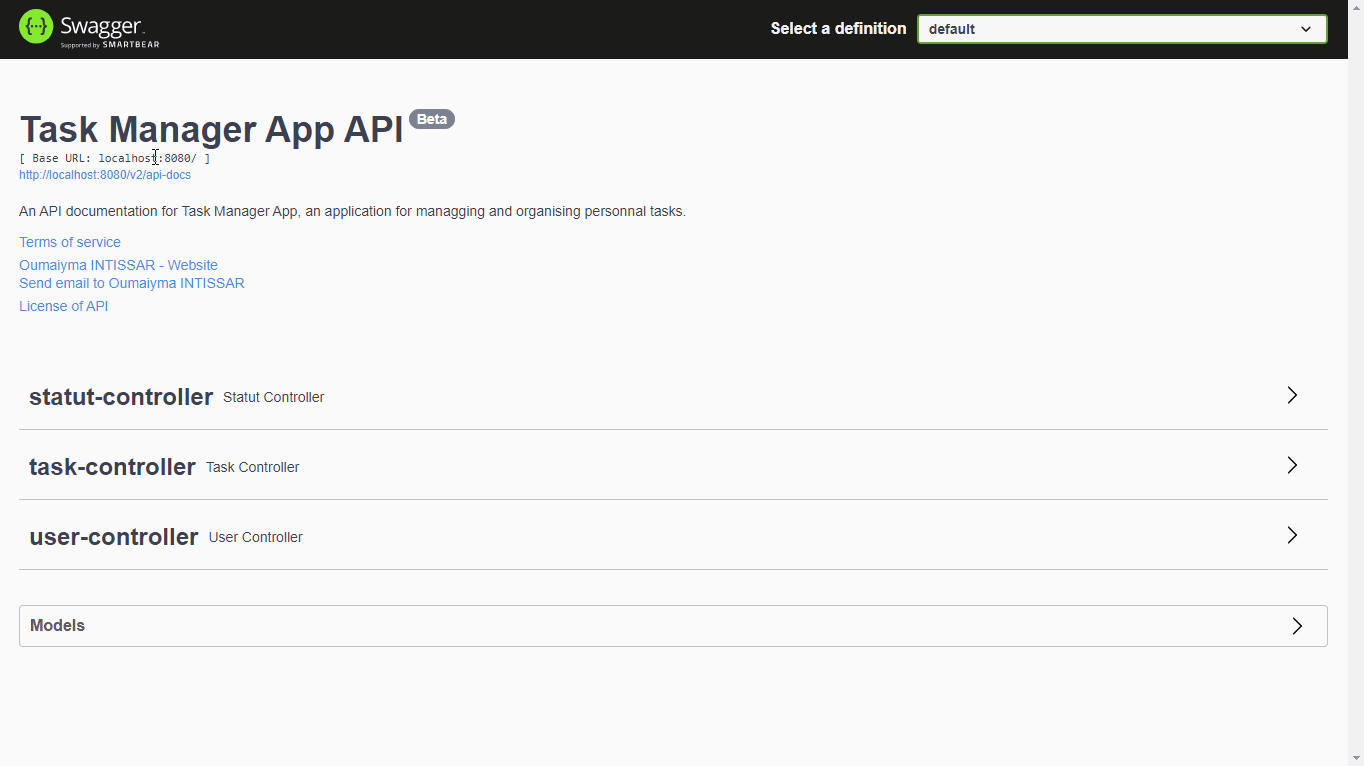 Swagger
Supported by SMARTBEAR
Select a definition
default
Task Manager App API Beta
[ Base URL: localhost:8080/ ]
http://localhost:8080/v2/api-docs
An API documentation for Task Manager App, an application for managging and organising personnal tasks.
Terms of service
Oumaiyma INTISSAR - Website
Send email to Oumaiyma INTISSAR
License of API
statut-controller Statut Controller
task-controller Task Controller
user-controller User Controller
Models